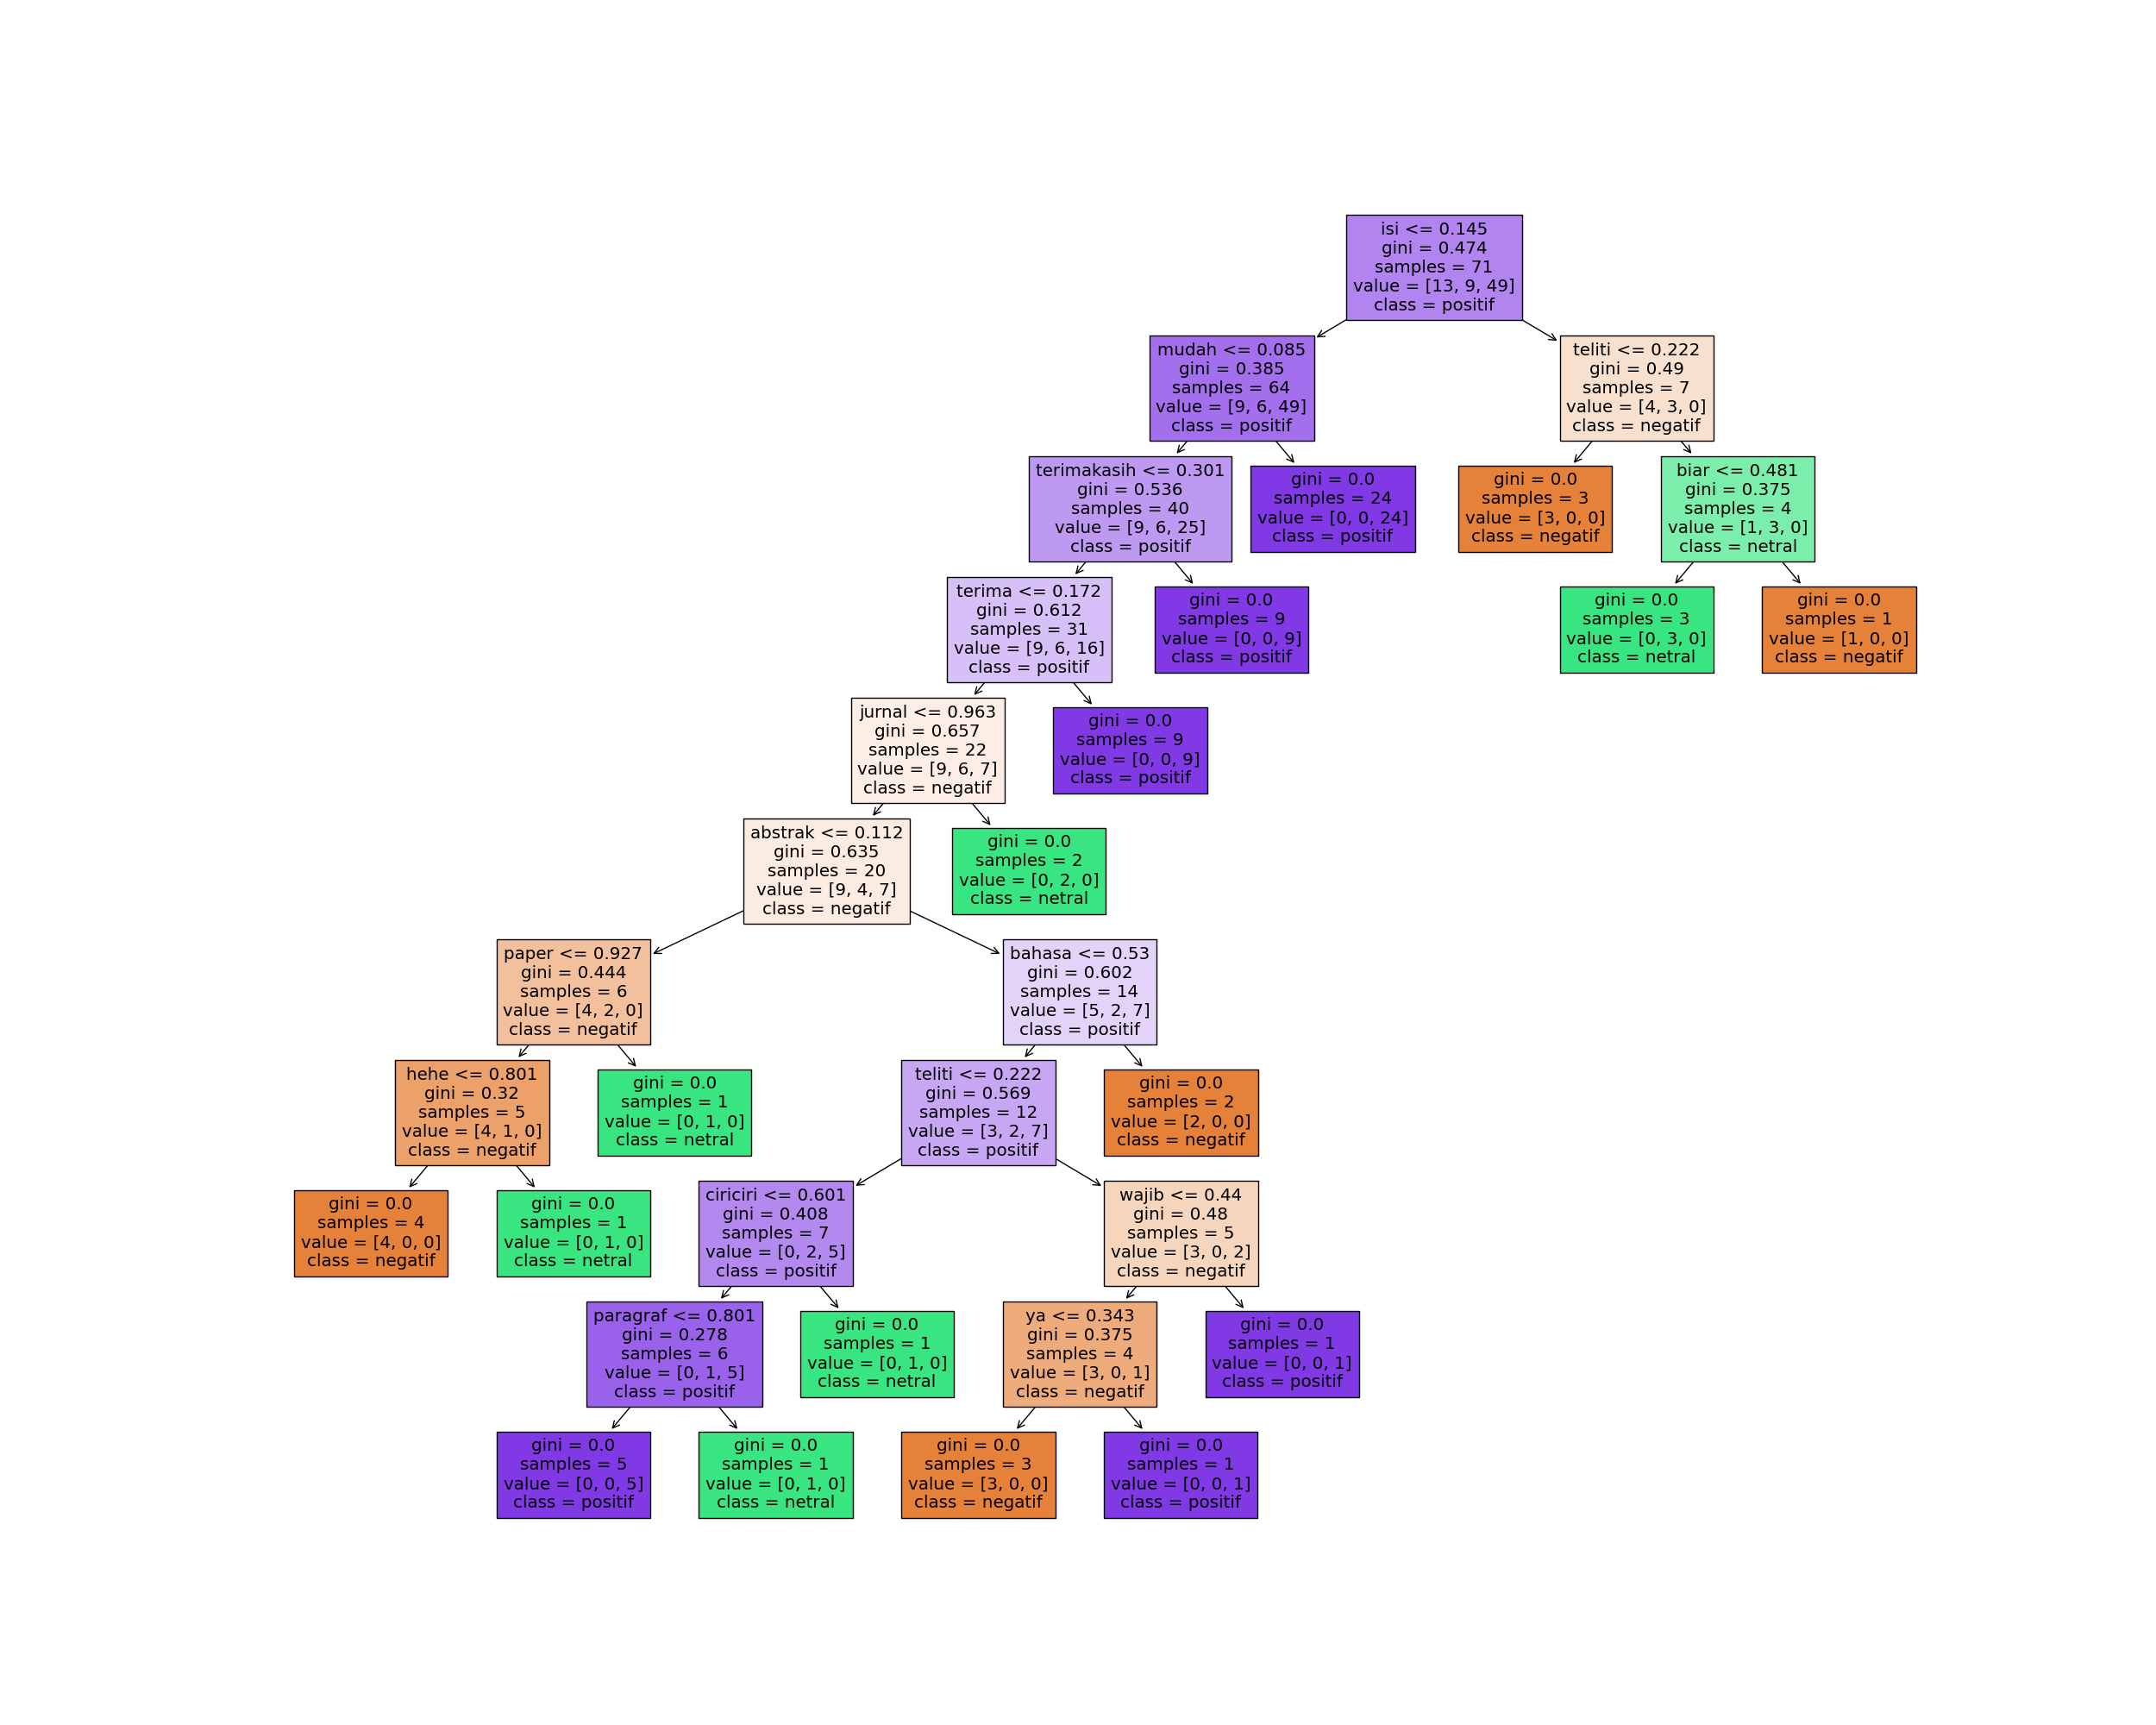 isi <= 0.145
gini = 0.474
samples = 71
value = [13, 9, 49]
class = positif
mudah <= 0.085
gini = 0.385
samples = 64
value = [9, 6, 49]
class = positif
teliti <= 0.222
gini = 0.49
samples = 7
value = [4, 3, 0]
class = negatif
terimakasih <= 0.301
gini = 0.536
samples = 40
value = [9, 6, 25]
class = positif
gini = 0.0
samples = 24
value = [0, 0, 24]
class = positif
gini = 0.0
samples = 3
value = [3, 0, 0]
class = negatif
biar <= 0.481
gini = 0.375
samples = 4
value = [1, 3, 0]
class = netral
terima <= 0.172
gini = 0.612
samples = 31
value = [9, 6, 16]
class = positif
gini = 0.0
samples = 9
value = [0, 0, 9]
class = positif
gini = 0.0
samples = 3
value = [0, 3, 0]
class = netral
gini = 0.0
samples = 1
value = [1, 0, 0]
class = negatif
jurnal <= 0.963
gini = 0.657
samples = 22
value = [9, 6, 7]
class = negatif
gini = 0.0
samples = 9
value = [0, 0, 9]
class = positif
abstrak <= 0.112
gini = 0.635
samples = 20
value = [9, 4, 7]
class = negatif
gini = 0.0
samples = 2
value = [0, 2, 0]
class = netral
paper <= 0.927
gini = 0.444
samples = 6
value = [4, 2, 0]
class = negatif
bahasa <= 0.53
gini = 0.602
samples = 14
value = [5, 2, 7]
class = positif
hehe <= 0.801
gini = 0.32
samples = 5
value = [4, 1, 0]
class = negatif
gini = 0.0
samples = 1
value = [0, 1, 0]
class = netral
teliti <= 0.222
gini = 0.569
samples = 12
value = [3, 2, 7]
class = positif
gini = 0.0
samples = 2
value = [2, 0, 0]
class = negatif
gini = 0.0
samples = 4
value = [4, 0, 0]
class = negatif
gini = 0.0
samples = 1
value = [0, 1, 0]
class = netral
ciriciri <= 0.601
gini = 0.408
samples = 7
value = [0, 2, 5]
class = positif
wajib <= 0.44
gini = 0.48
samples = 5
value = [3, 0, 2]
class = negatif
paragraf <= 0.801
gini = 0.278
samples = 6
value = [0, 1, 5]
class = positif
gini = 0.0
samples = 1
value = [0, 1, 0]
class = netral
ya <= 0.343
gini = 0.375
samples = 4
value = [3, 0, 1]
class = negatif
gini = 0.0
samples = 1
value = [0, 0, 1]
class = positif
gini = 0.0
samples = 5
value = [0, 0, 5]
class = positif
gini = 0.0
samples = 1
value = [0, 1, 0]
class = netral
gini = 0.0
samples = 3
value = [3, 0, 0]
class = negatif
gini = 0.0
samples = 1
value = [0, 0, 1]
class = positif